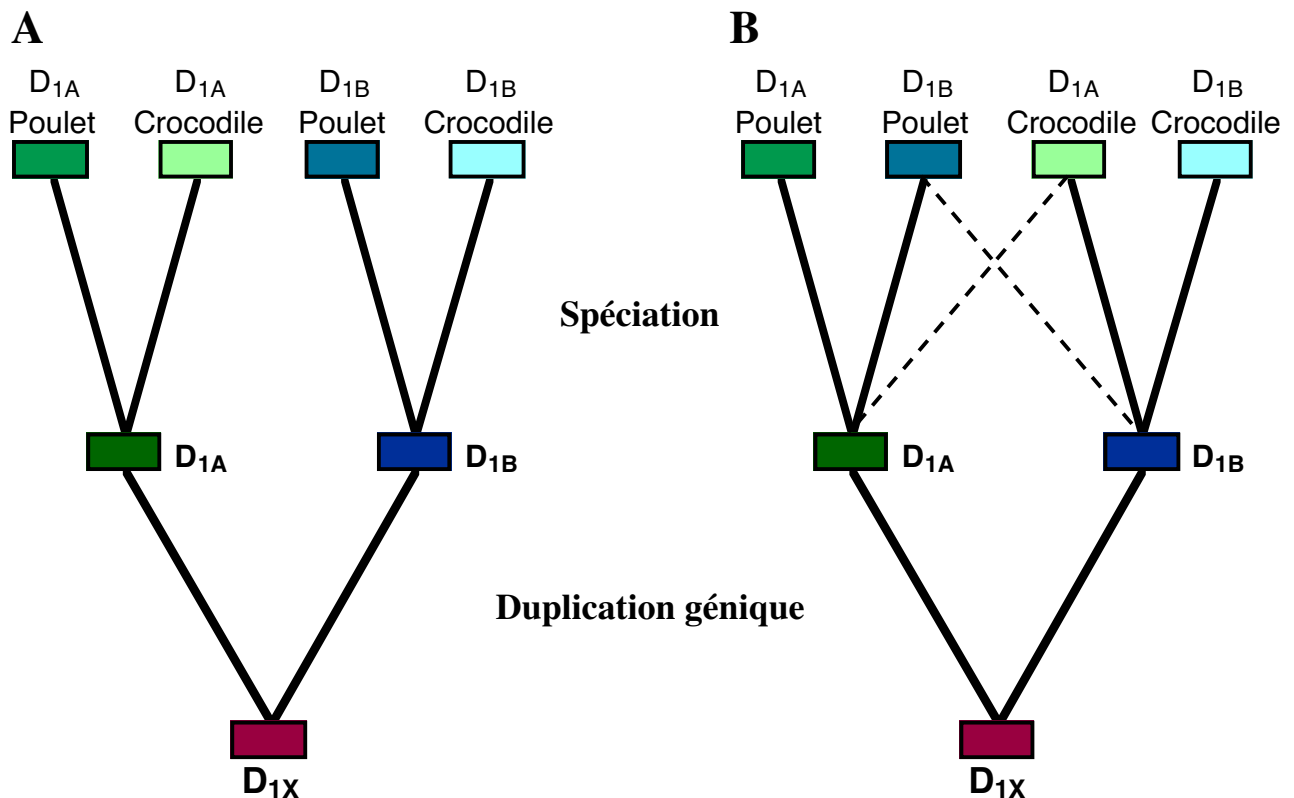 A
B
D1A D1A D1B D1B
Poulet Crocodile Poulet Crocodile
D1A D1B D1A D1B
Poulet Poulet Crocodile Crocodile
Spéciation
D1A D1B D1A D1B
Duplication génique
D1X D1X